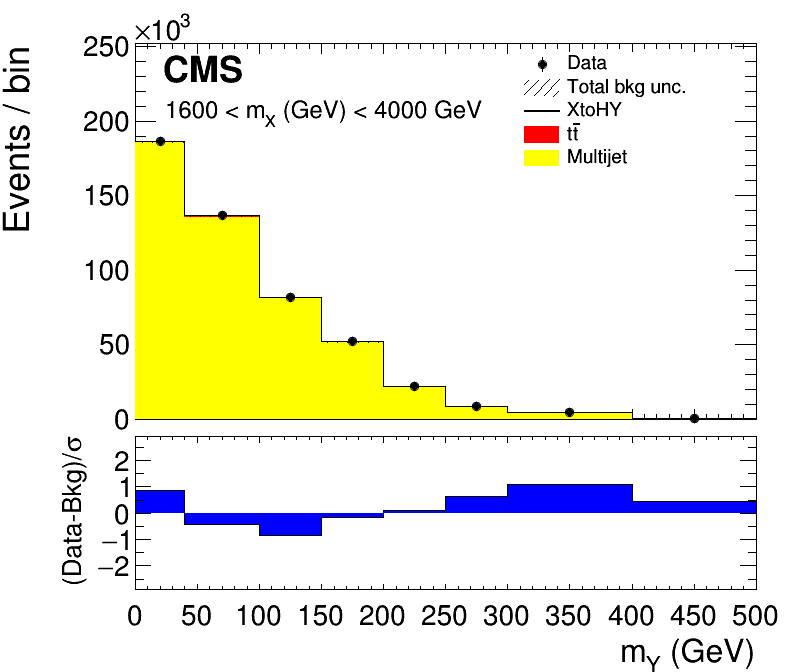 ×10³
Events / bin
250
200
150
100
50
0
CMS
1600 < m_X (GeV) < 4000 GeV
Data
Total bkg unc.
XtoHY
tt̄
Multijet
(Data-Bkg)/σ
2
1
0
−1
−2
0 50 100 150 200 250 300 350 400 450 500
m_Y (GeV)